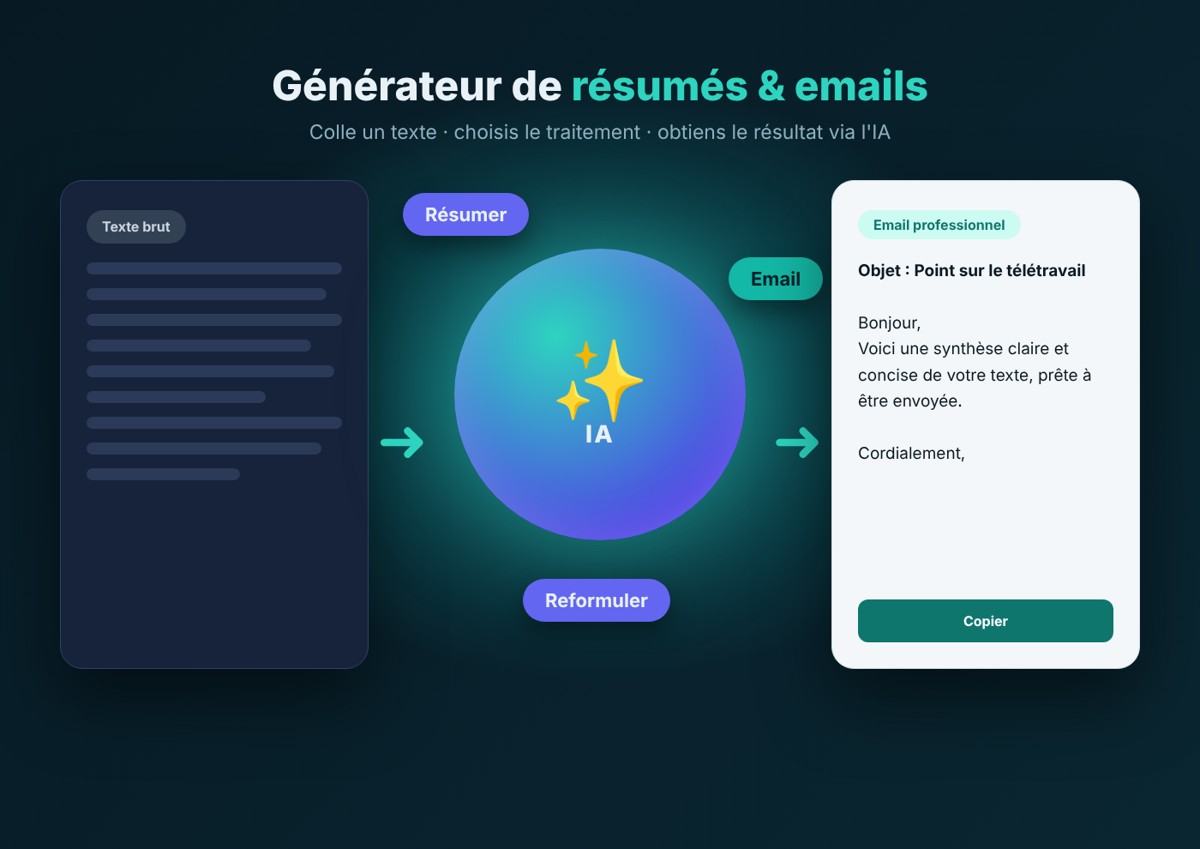 Générateur de résumés & emails
Colle un texte · choisis le traitement · obtiens le résultat via l'IA
Texte brut
Résumer
Email
IA
Reformuler
Email professionnel
Objet : Point sur le télétravail
Bonjour,
Voici une synthèse claire et
concise de votre texte, prête à
être envoyée.
Cordialement,
Copier